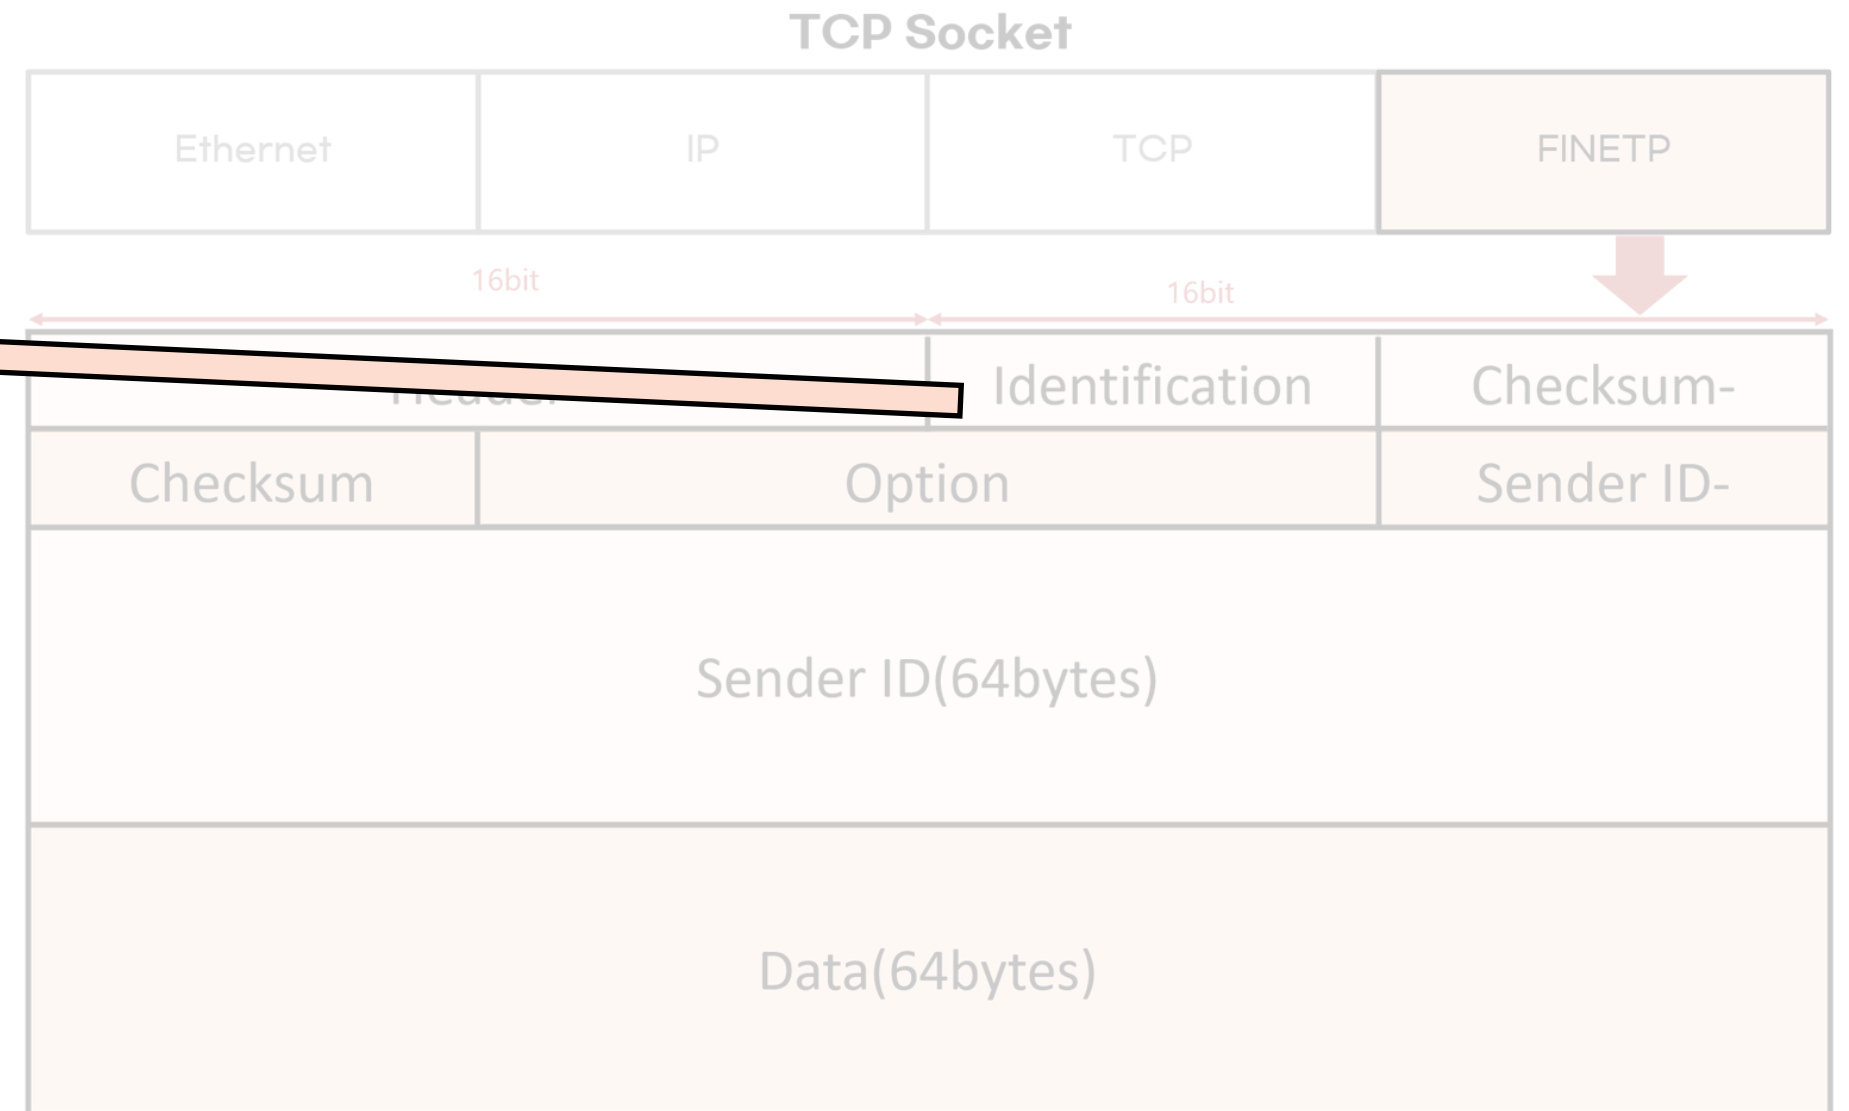 TCP Socket
Ethernet IP TCP FINETP
16bit 16bit
Identification Checksum-
Checksum Option Sender ID-
Sender ID(64bytes)
Data(64bytes)